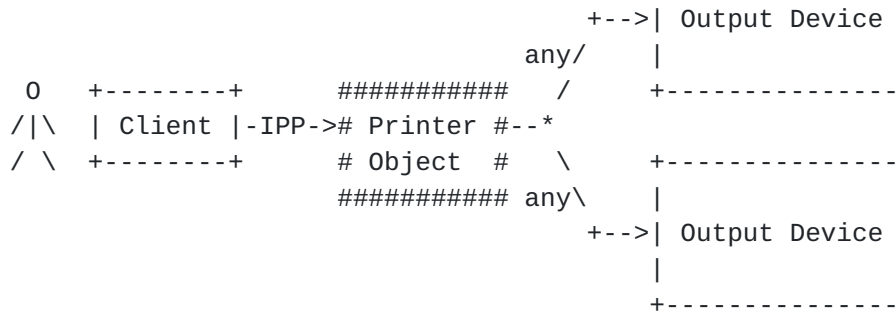 +-->| Output Device
any/    |
O   +--------+     ###########   /     +---------------
/|\  | Client |-IPP-># Printer #--*
/ \  +--------+     # Object  #   \     +---------------
########### any\    |
+-->| Output Device
|
+---------------